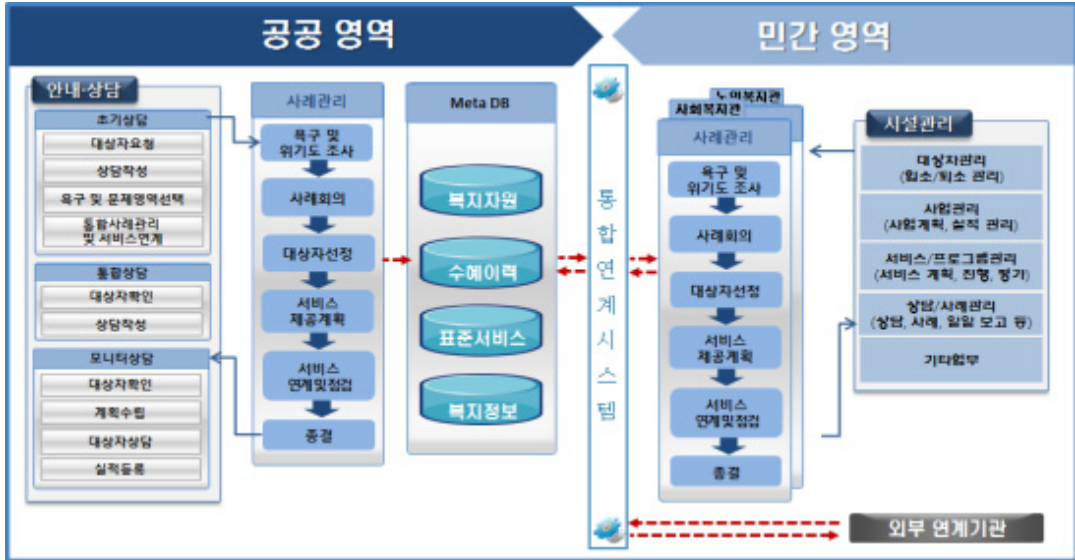 공공 영역
민간 영역
안내·상담
초기상담
대상자요청
상담작성
욕구 및 문제영역선택
통합사례관리
및 서비스연계
통합상담
대상자확인
상담작성
모니터상담
대상자확인
계획수립
대상자상담
실적등록
사례관리
욕구 및
위기도 조사
사례회의
대상자선정
서비스
제공계획
서비스
연계및점검
종결
Meta DB
복지자원
수혜이력
표준서비스
복지정보
통합연계시스템
노인복지관
사회복지관
사례관리
욕구 및
위기도 조사
사례회의
대상자선정
서비스
제공계획
서비스
연계및점검
종결
시설관리
대상자관리
(입소/퇴소 관리)
사업관리
(사업계획, 실적 관리)
서비스/프로그램관리
(서비스 계획, 진행, 평가)
상담/사례관리
(상담, 사례, 일일 보고 등)
기타업무
외부 연계기관